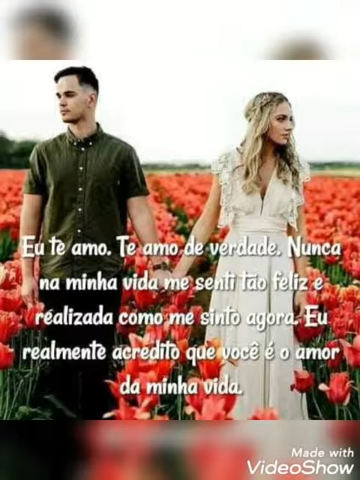 Eu te amo. Te amo de verdade. Nunca
na minha vida me senti tão feliz e
realizada como me sinto agora. Eu
realmente acredito que você é o amor
da minha vida.
Made with
VideoShow